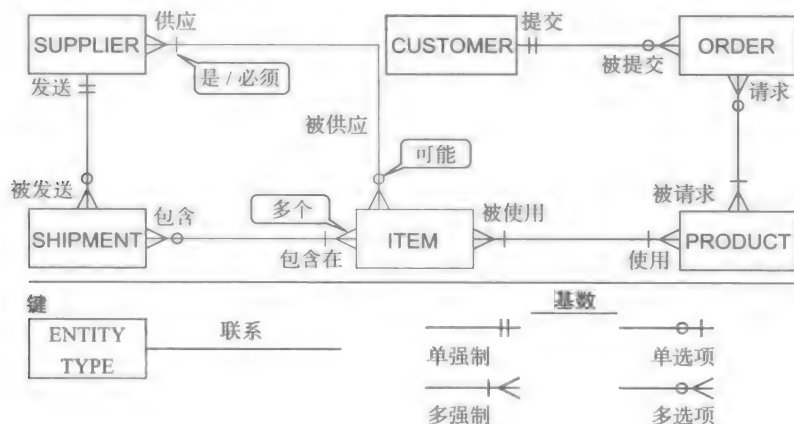 供应
提交
SUPPLIER
CUSTOMER
ORDER
是/必须
被提交
发送
请求
被供应
可能
被发送
多个
被请求
包含
被使用
SHIPMENT
ITEM
PRODUCT
包含在
使用
键
基数
ENTITY
TYPE
联系
单强制
单选项
多强制
多选项